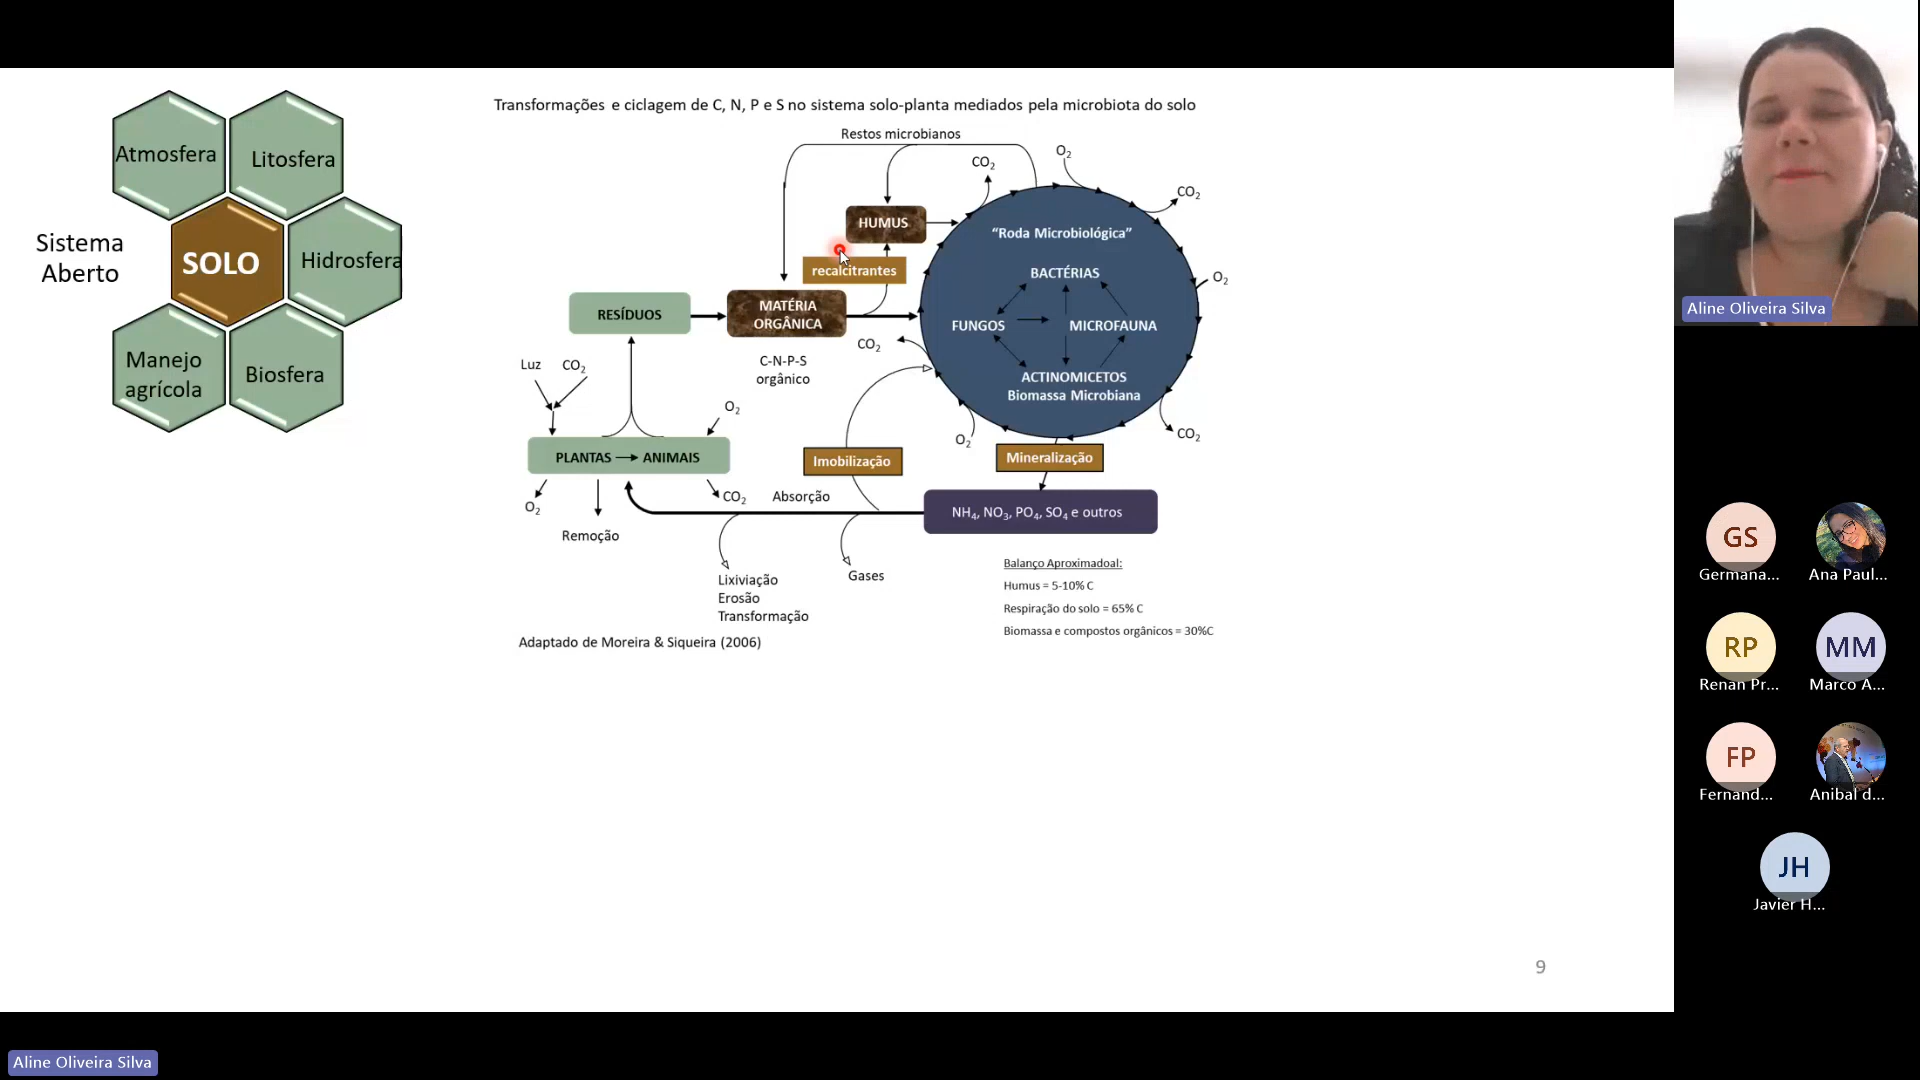 Atmosfera
Litosfera
Sistema
Aberto
SOLO
Hidrosfera
Manejo
agrícola
Biosfera
Transformações e ciclagem de C, N, P e S no sistema solo-planta mediados pela microbiota do solo
Restos microbianos
CO2
O2
CO2
HUMUS
"Roda Microbiológica"
recalcitrantes
BACTÉRIAS
O2
RESÍDUOS
MATÉRIA
ORGÂNICA
FUNGOS
MICROFAUNA
CO2
C-N-P-S
orgânico
Luz
CO2
ACTINOMICETOS
Biomassa Microbiana
O2
O2
CO2
PLANTAS
ANIMAIS
Imobilização
Mineralização
O2
CO2
Absorção
NH4, NO3, PO4, SO4 e outros
Remoção
Lixiviação
Erosão
Transformação
Gases
Balanço Aproximadoal:
Humus = 5-10% C
Respiração do solo = 65% C
Biomassa e compostos orgânicos = 30%C
Adaptado de Moreira & Siqueira (2006)
9
Aline Oliveira Silva
GS
Germana...
Ana Paul...
RP
Renan Pr...
MM
Marco A...
FP
Fernand...
Anibal d...
JH
Javier H...
Aline Oliveira Silva